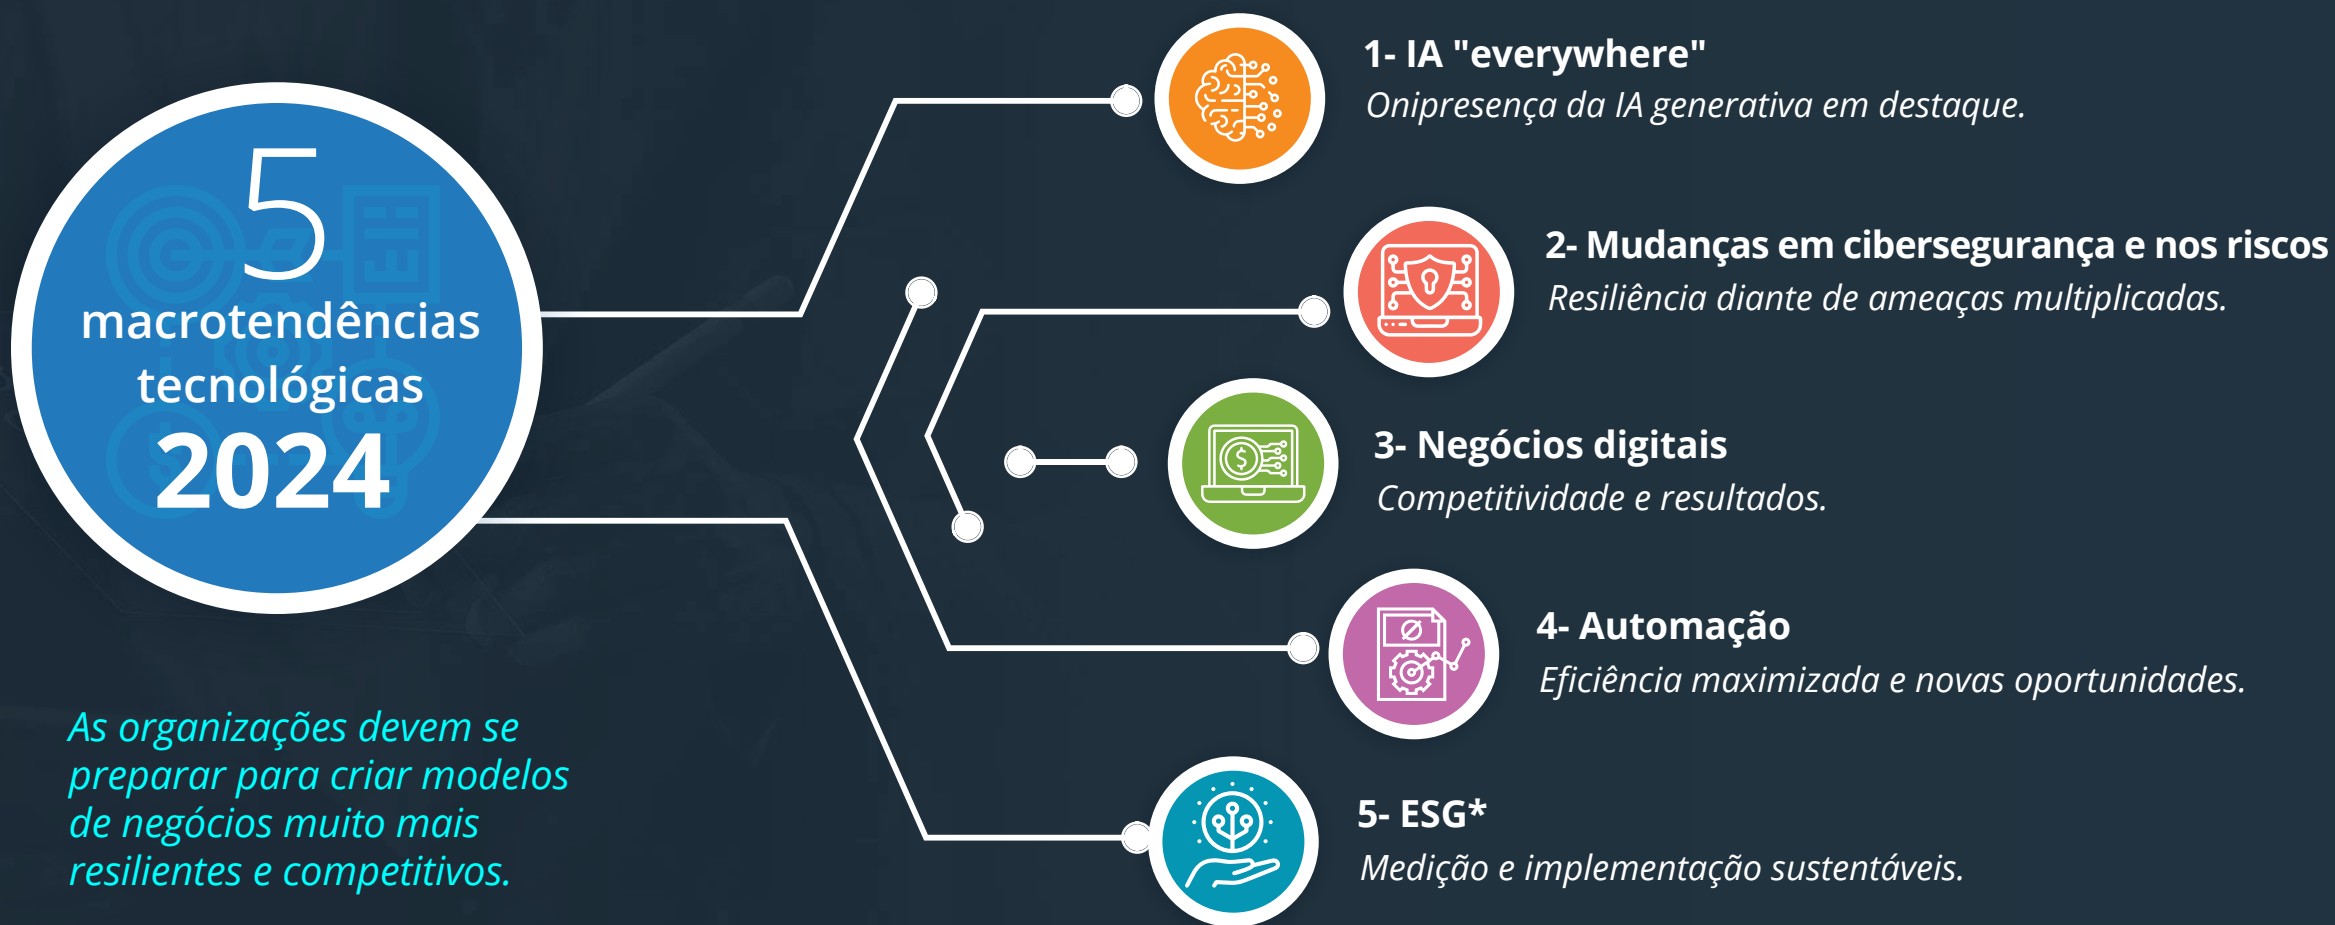 5
macrotendências
tecnológicas
2024
As organizações devem se
preparar para criar modelos
de negócios muito mais
resilientes e competitivos.
1- IA "everywhere"
Onipresença da IA generativa em destaque.
2- Mudanças em cibersegurança e nos riscos
Resiliência diante de ameaças multiplicadas.
3- Negócios digitais
Competitividade e resultados.
4- Automação
Eficiência maximizada e novas oportunidades.
5- ESG*
Medição e implementação sustentáveis.